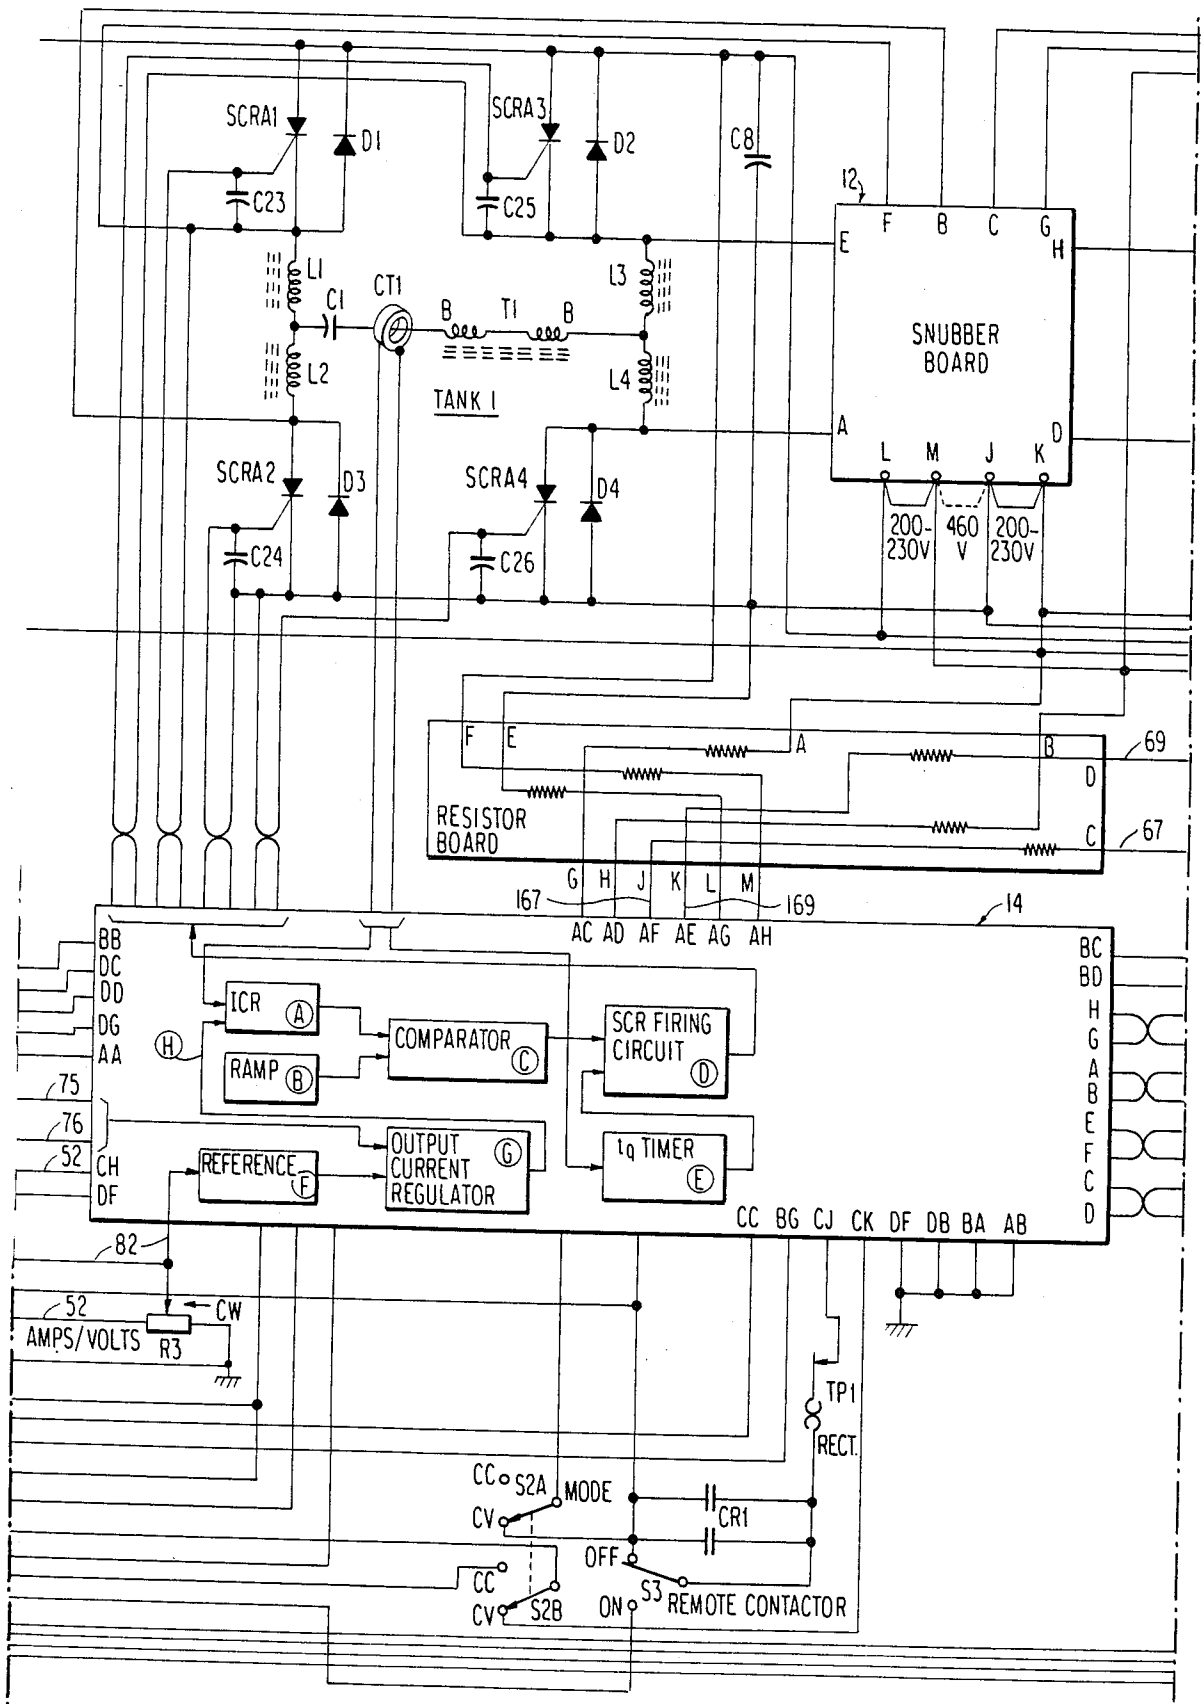 SCRA1
D1
C23
SCRA3
D2
C25
C8
12
F B C G
E
H
SNUBBER
BOARD
A
D
L M J K
200-
230V
460
V
200-
230V
L1
C1
CT1
B T1 B
L3
L2
L4
TANK 1
SCRA2
D3
C24
SCRA4
D4
C26
F E
A
B
69
D
RESISTOR
BOARD
C
67
G H J K L M
167
169
14
AC AD AF AE AG AH
BB
DC
DD
DG
AA
75
76
52
CH
DF
ICR A
H
RAMP B
COMPARATOR C
SCR FIRING
CIRCUIT D
OUTPUT
CURRENT
REGULATOR
G
REFERENCE F
tq TIMER
E
BC
BD
H
G
A
B
E
F
C
D
CC BG CJ CK DF DB BA AB
82
52
CW
AMPS/VOLTS R3
TP1
RECT.
CC S2A MODE
CV
CR1
OFF
CC
S3 REMOTE CONTACTOR
CV S2B
ON